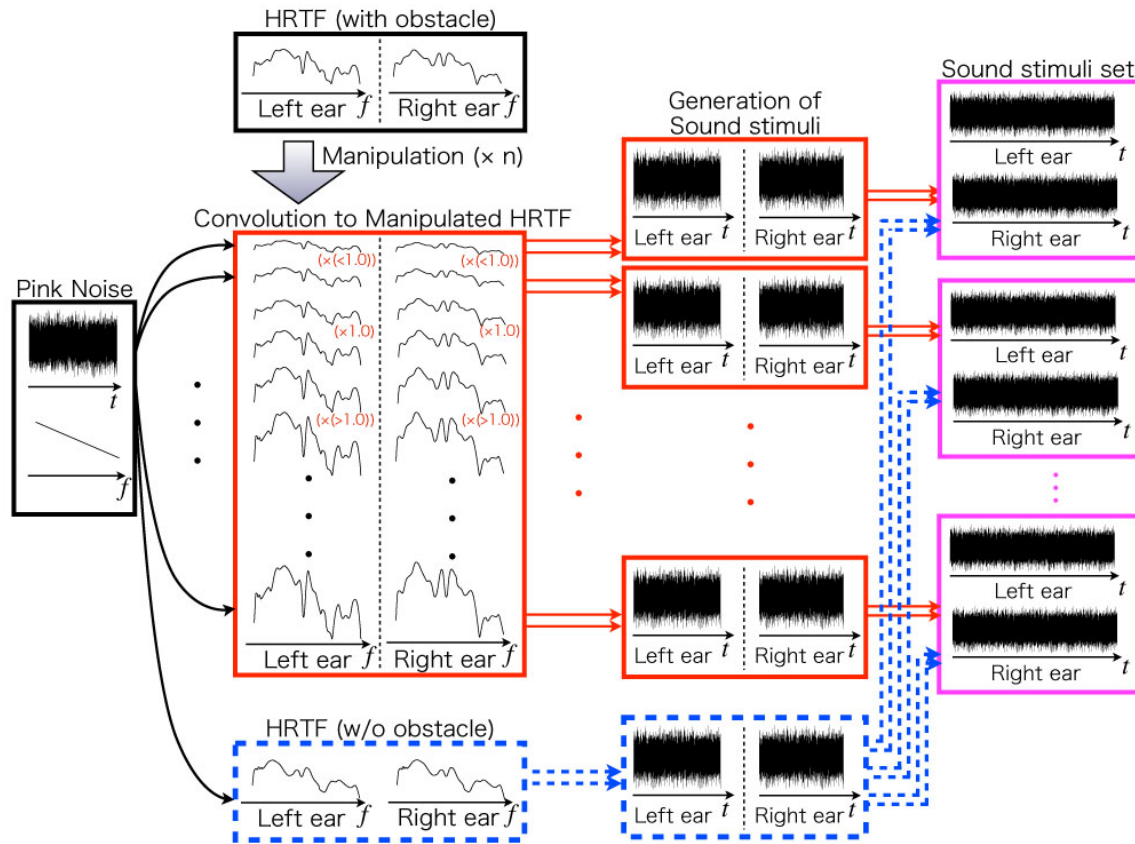 HRTF (with obstacle)
Left ear f
Right ear f
Manipulation (× n)
Convolution to Manipulated HRTF
(×(<1.0)) (×(<1.0))
(×1.0) (×1.0)
(×(>1.0)) (×(>1.0))
Left ear f
Right ear f
Pink Noise
t
f
HRTF (w/o obstacle)
Left ear f
Right ear f
Generation of
Sound stimuli
Left ear t
Right ear t
Left ear t
Right ear t
Left ear t
Right ear t
Left ear t
Right ear t
Sound stimuli set
Left ear t
Right ear t
Left ear t
Right ear t
Left ear t
Right ear t